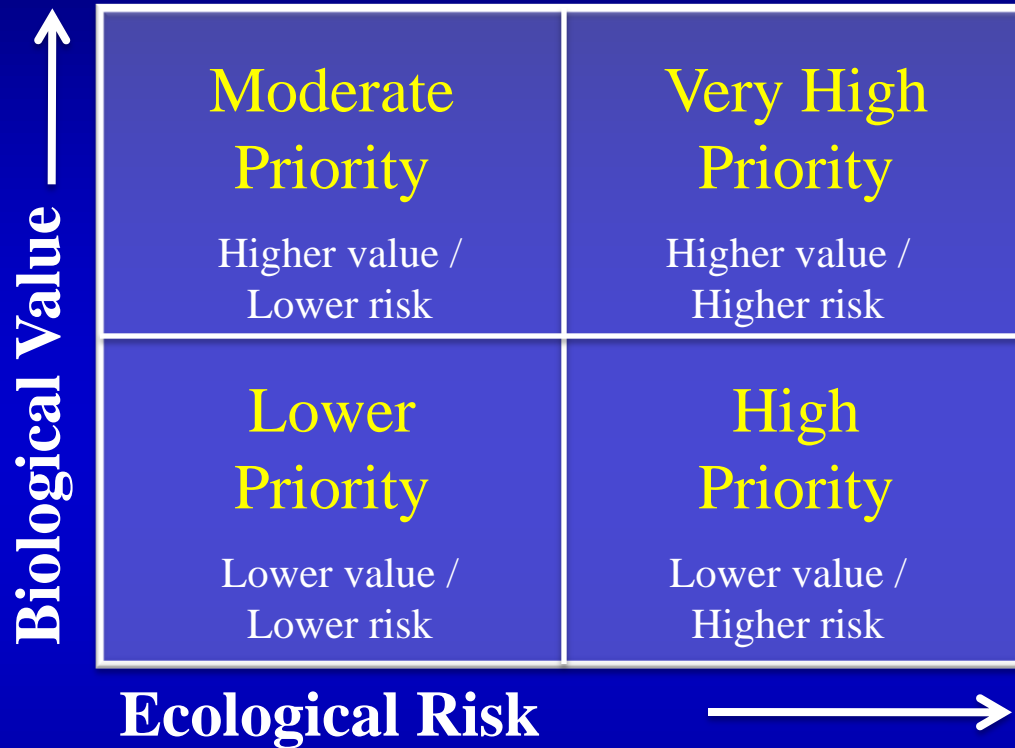 Biological Value
Moderate
Priority
Higher value /
Lower risk
Very High
Priority
Higher value /
Higher risk
Lower
Priority
Lower value /
Lower risk
High
Priority
Lower value /
Higher risk
Ecological Risk